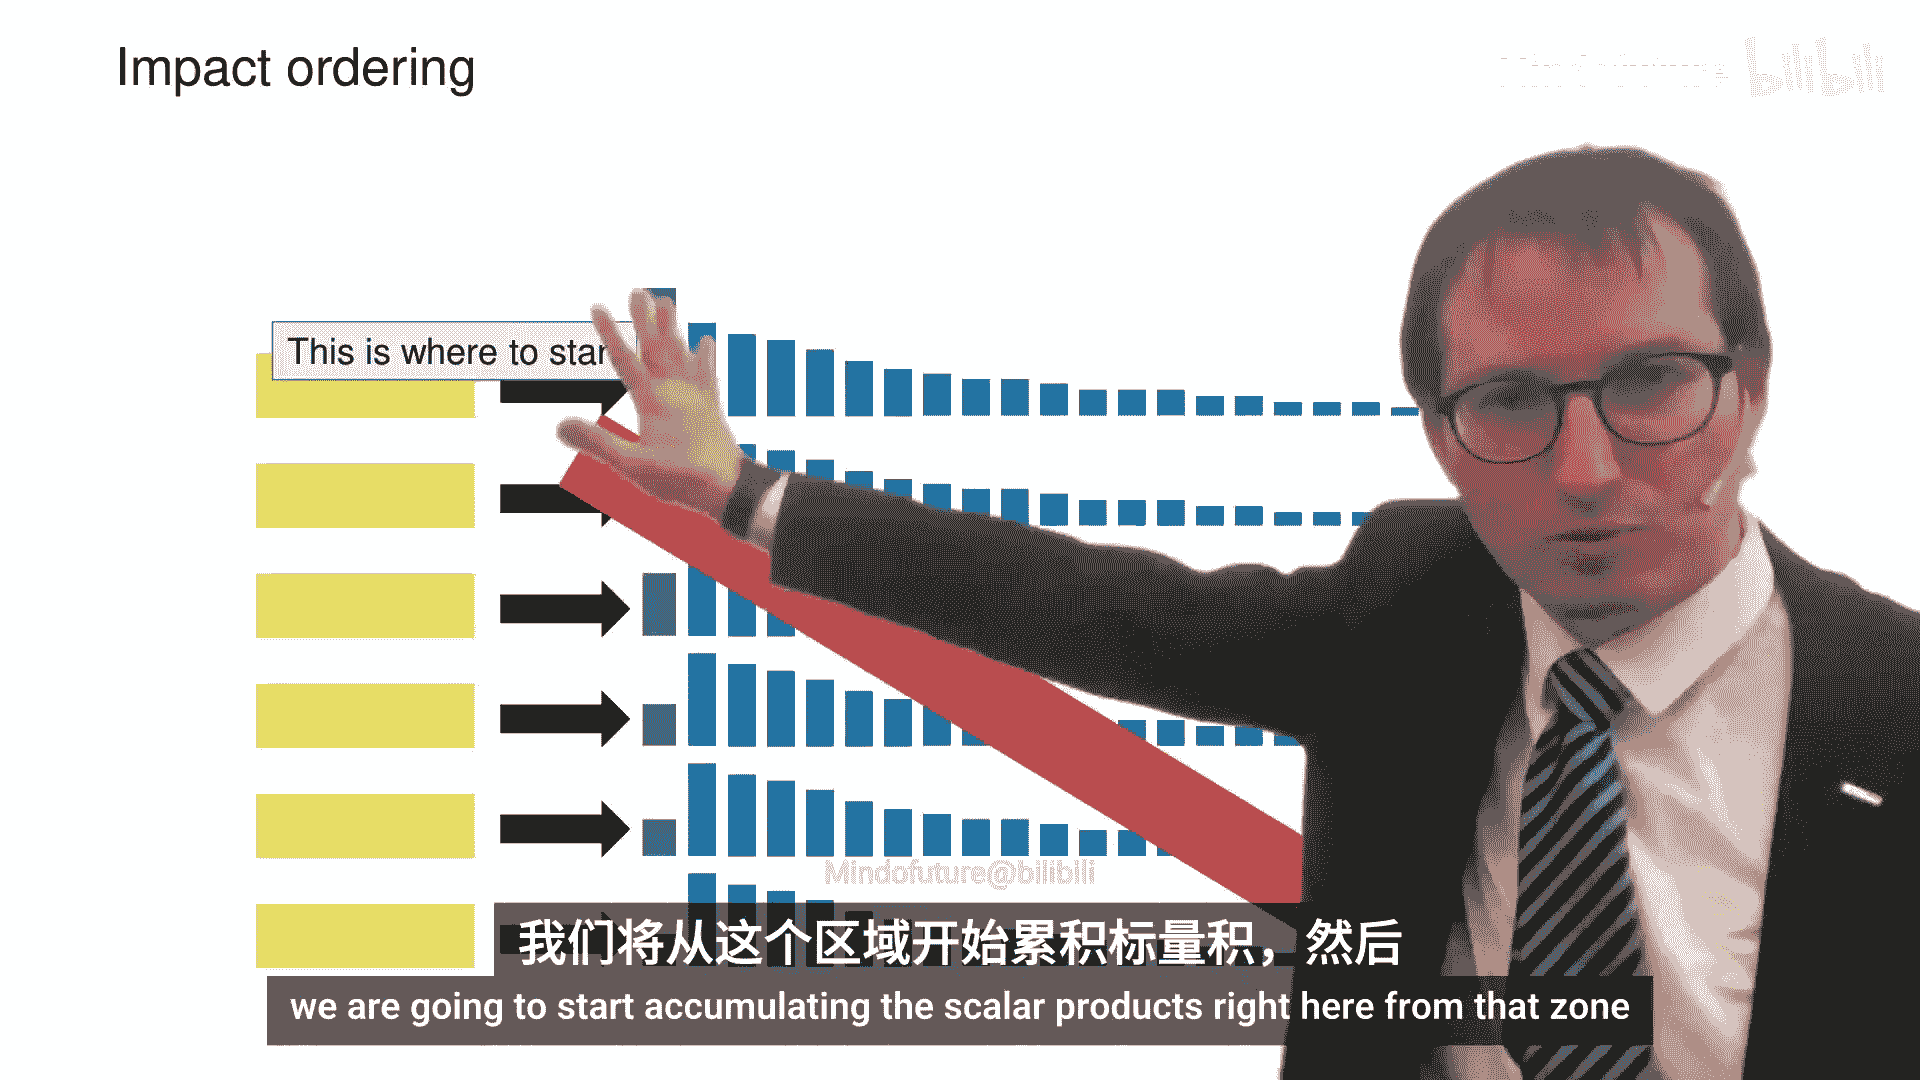 Impact ordering
bilibili
This is where to star
Mindofuture@bilibili
我们将从这个区域开始累积标量积，然后
we are going to start accumulating the scalar products right here from that zone